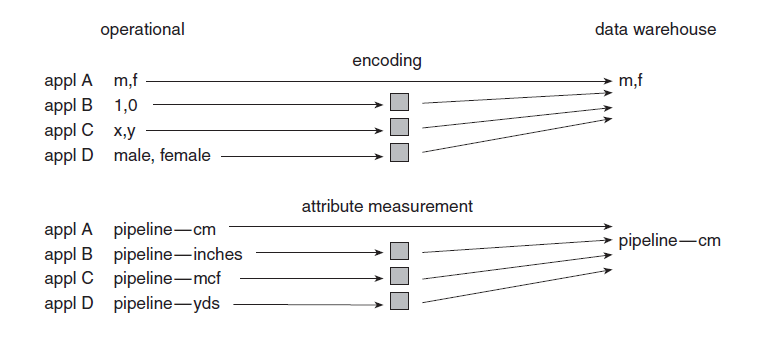 operational data warehouse
encoding
appl A m,f m,f
appl B 1,0
appl C x,y
appl D male, female
attribute measurement
appl A pipeline—cm
pipeline—cm
appl B pipeline—inches
appl C pipeline—mcf
appl D pipeline—yds